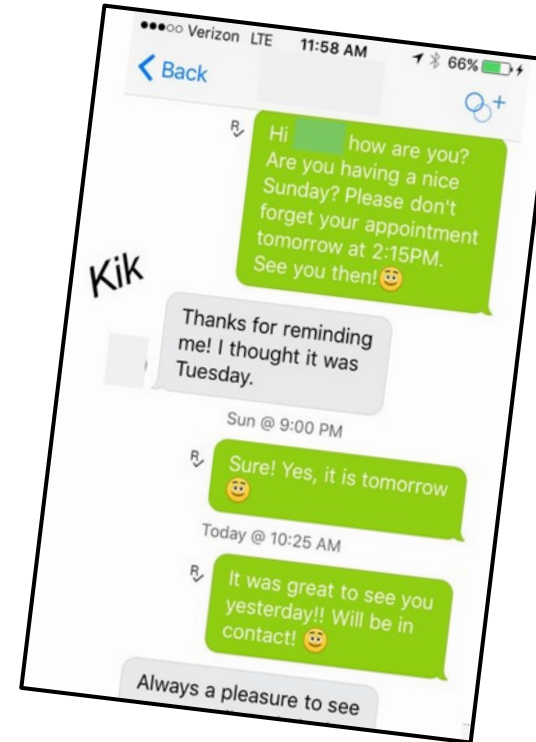 Verizon LTE 11:58 AM 66%
Back
Hi how are you?
Are you having a nice
Sunday? Please don't
forget your appointment
tomorrow at 2:15PM.
See you then!
Kik
Thanks for reminding
me! I thought it was
Tuesday.
Sun @ 9:00 PM
Sure! Yes, it is tomorrow
Today @ 10:25 AM
It was great to see you
yesterday!! Will be in
contact!
Always a pleasure to see